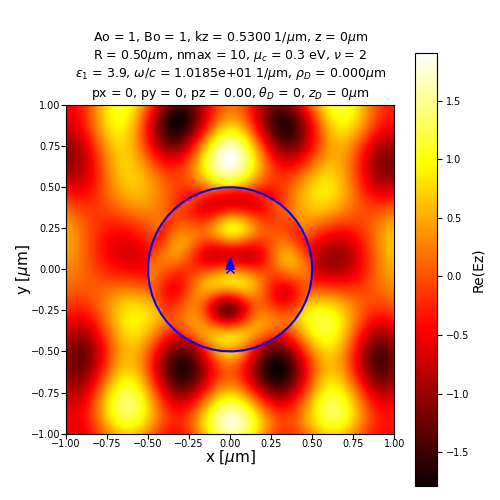 Ao = 1, Bo = 1, kz = 0.5300 1/μm, z = 0μm
R = 0.50μm, nmax = 10, μc = 0.3 eV, ν = 2
ε1 = 3.9, ω/c = 1.0185e+01 1/μm, ρD = 0.000μm
px = 0, py = 0, pz = 0.00, θD = 0, zD = 0μm
1.00
0.75
0.50
0.25
0.00
−0.25
−0.50
−0.75
−1.00
y [μm]
−1.00 −0.75 −0.50 −0.25 0.00 0.25 0.50 0.75 1.00
x [μm]
1.5
1.0
0.5
0.0
−0.5
−1.0
−1.5
Re(Ez)